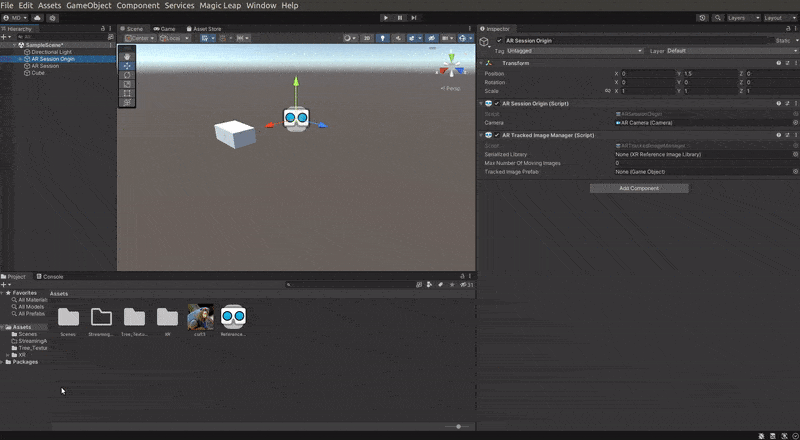 File Edit Assets GameObject Component Services Magic Leap Window Help
MO
Layers Layout
Hierarchy Scene Game Asset Store Inspector
All
SampleScene*
Directional Light
AR Session Origin
AR Session
Cube
Center Local 2D
Persp
AR Session Origin Static
Tag Untagged Layer Default
Transform
Position X 0 Y 1.5 Z 0
Rotation X 0 Y 0 Z 0
Scale X 1 Y 1 Z 1
AR Session Origin (Script)
Script ARSessionOrigin
Camera AR Camera (Camera)
AR Tracked Image Manager (Script)
Script ARTrackedImageManager
Serialized Library None (XR Reference Image Library)
Max Number Of Moving Images 0
Tracked Image Prefab None (Game Object)
Add Component
Project Console
31
Favorites
All Material
All Models
All Prefabs
Assets
Scenes
StreamingA
Tree_Textur
XR
Packages
Assets
Scenes Streaming... Tree_Textu... XR Reference...